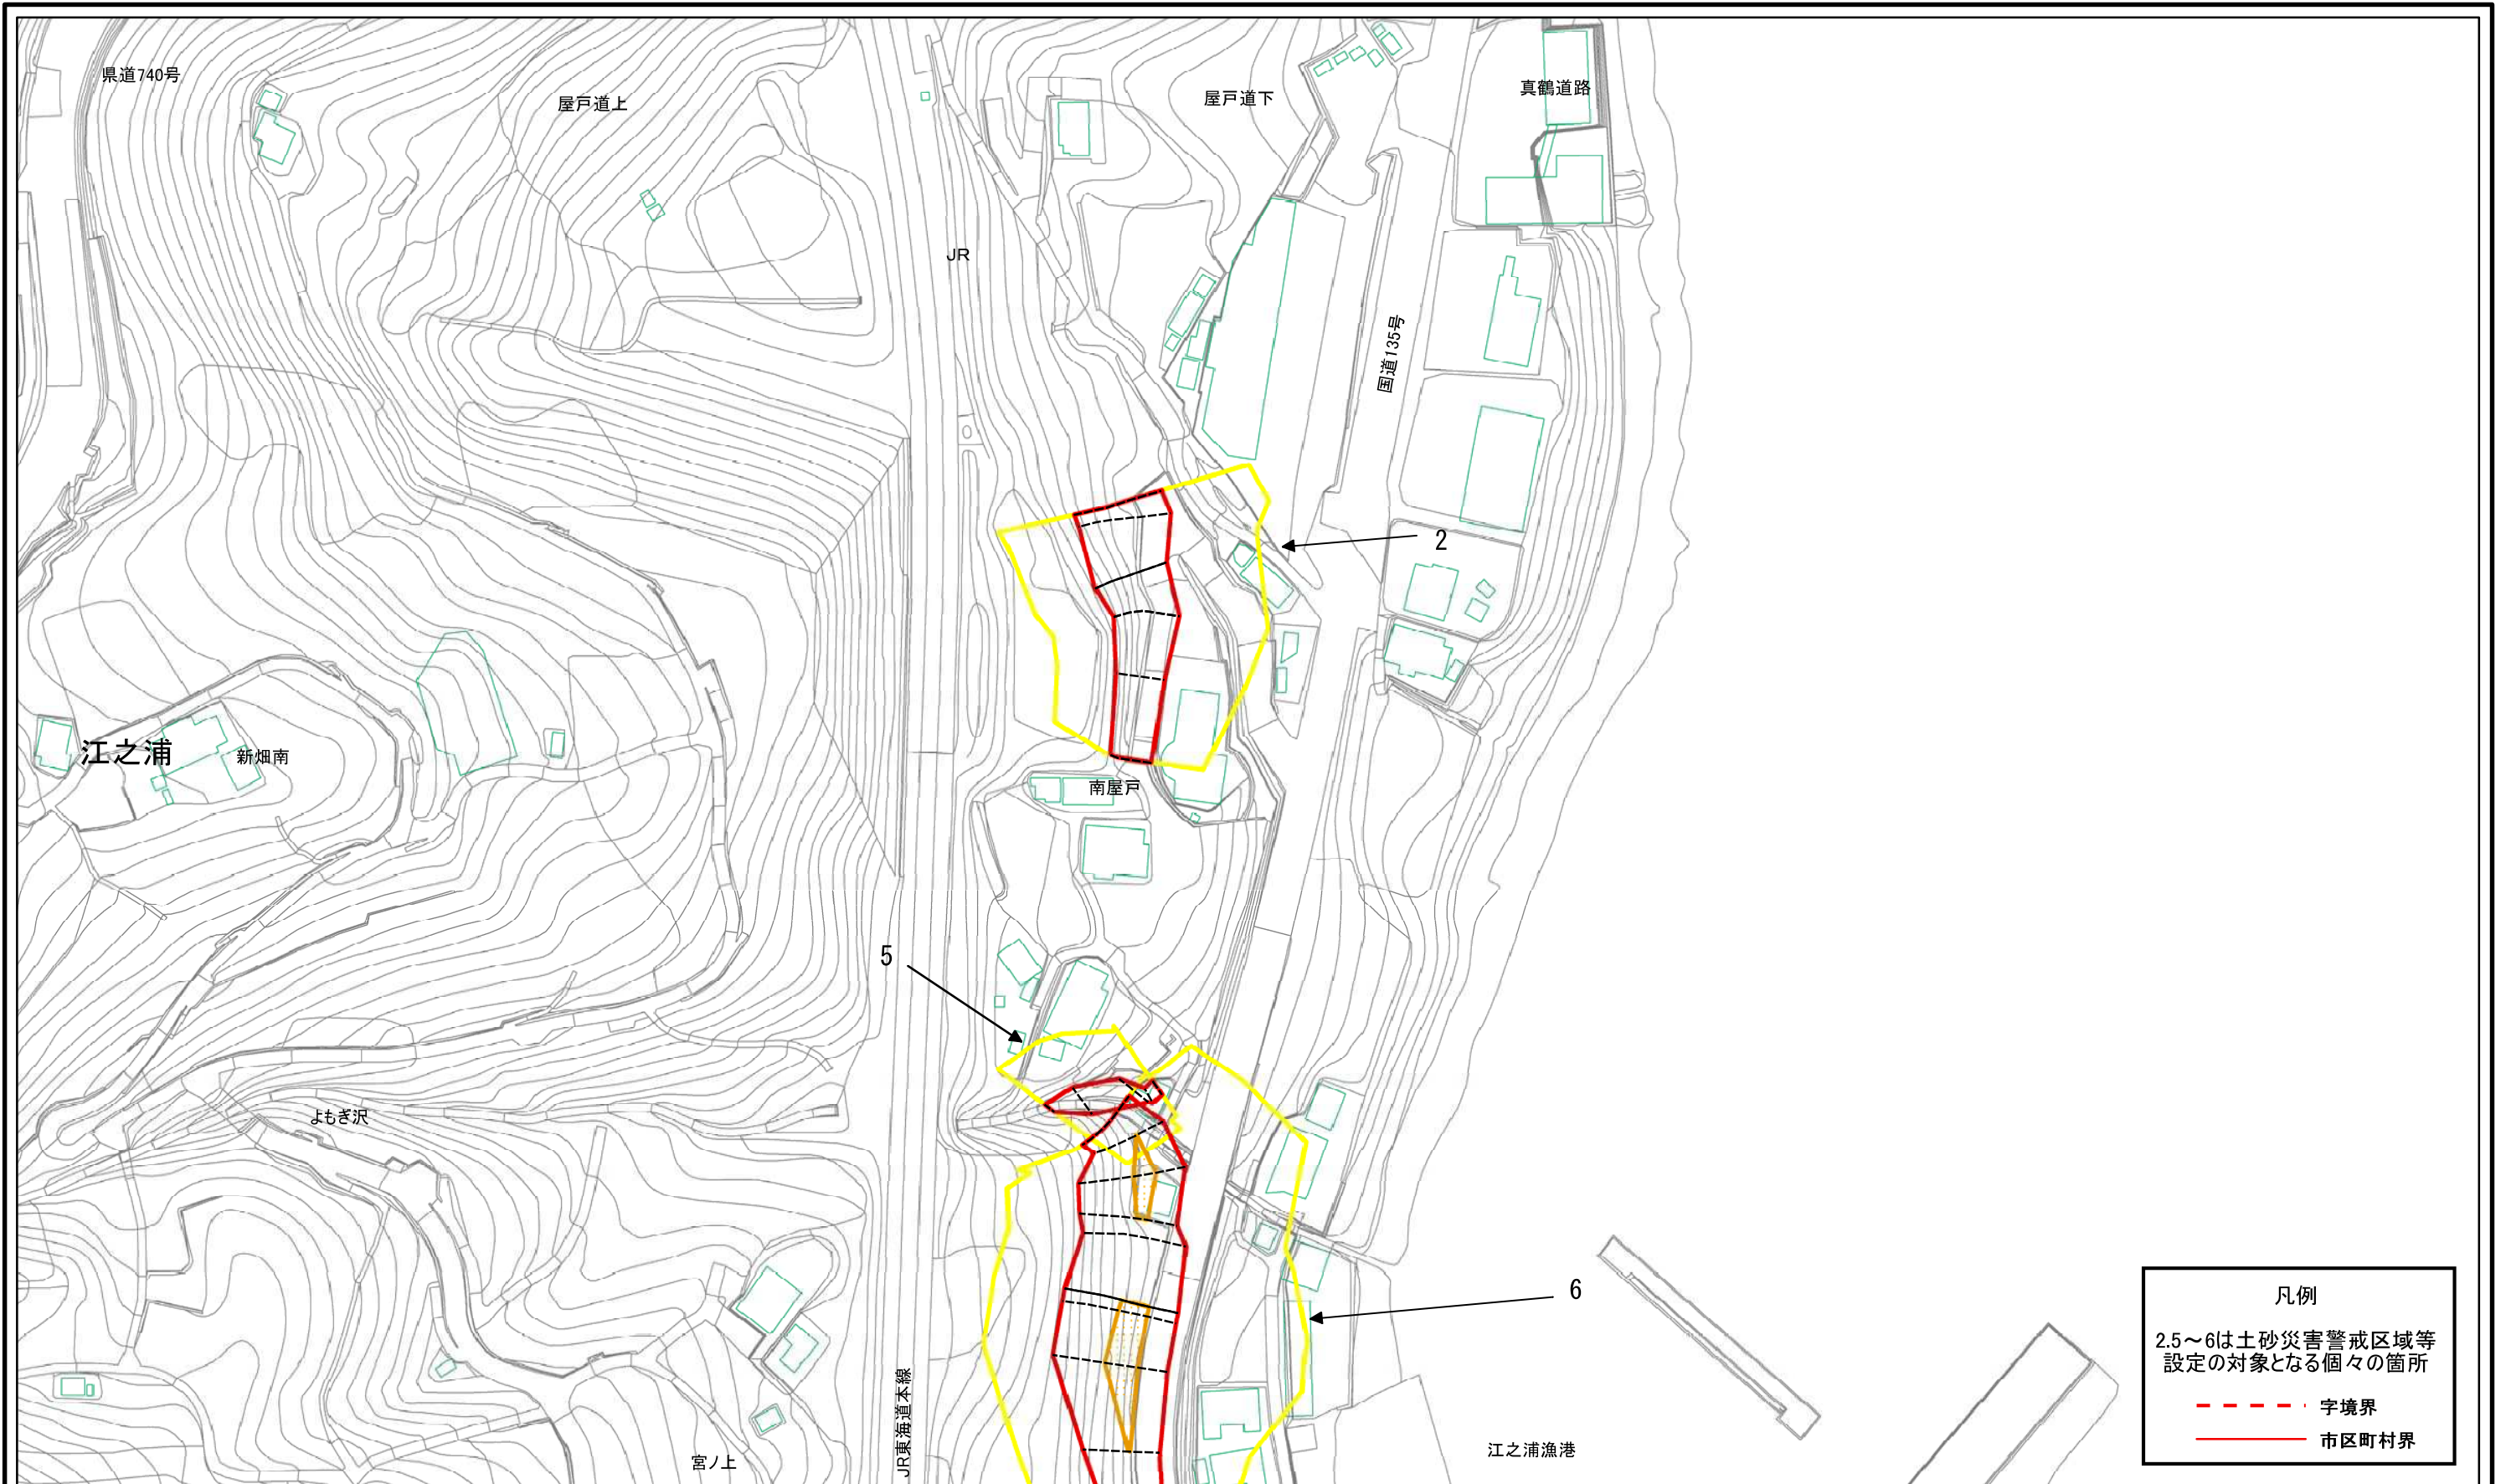 県道740号
屋戸道上
屋戸道下
真鶴道路
JR
国道135号
2
江之浦
新畑南
南屋戸
5
よもぎ沢
6
JR東海道本線
宮ノ上
江之浦漁港
凡例
2.5～6は土砂災害警戒区域等
設定の対象となる個々の箇所
字境界
市区町村界